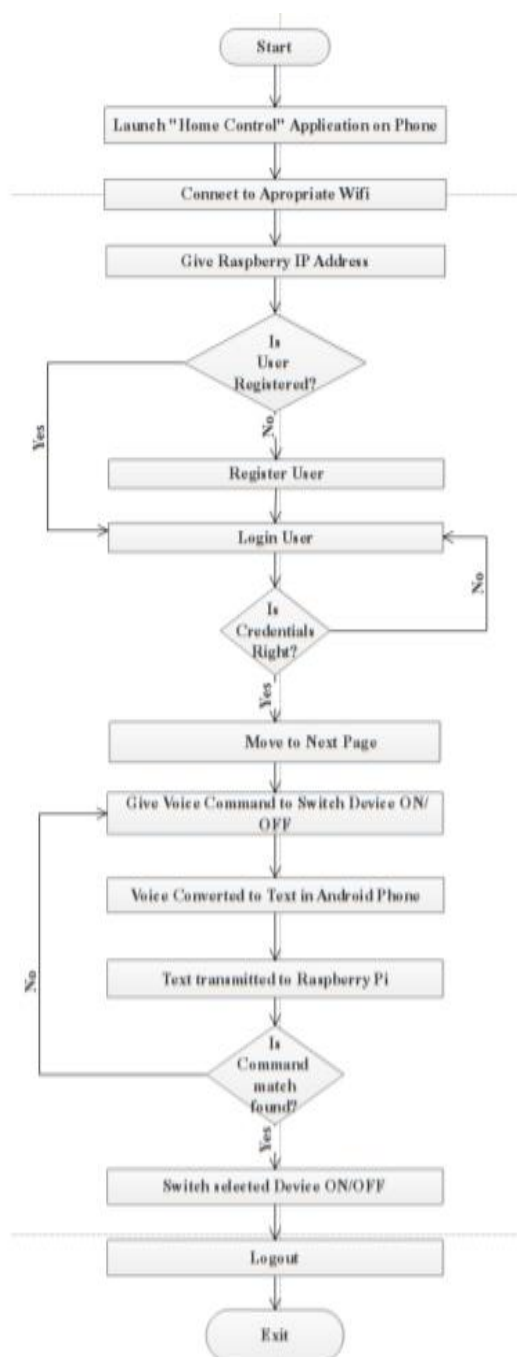 Start
Launch "Home Control" Application on Phone
Connect to Apropriate Wifi
Give Raspberry IP Address
Is
User
Registered?
Yes
No
Register User
Login User
Is
Credentials
Right?
No
Yes
Move to Next Page
Give Voice Command to Switch Device ON/
OFF
Voice Converted to Text in Android Phone
Text transmitted to Raspberry Pi
No
Is
Command
match
found?
Yes
Switch selected Device ON/OFF
Logout
Exit